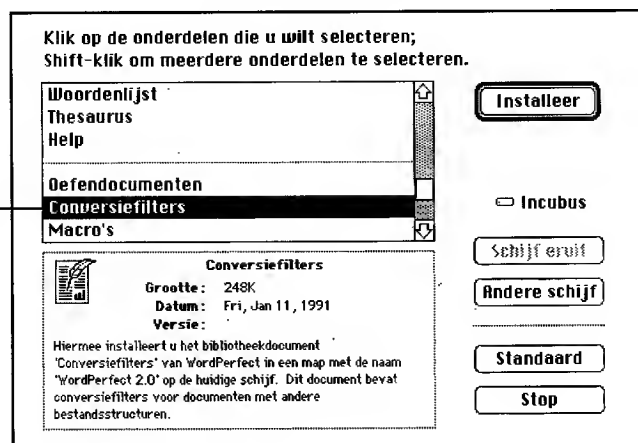 Klik op de onderdelen die u wilt selecteren;
Shift-klik om meerdere onderdelen te selecteren.
Woordenlijst
Thesaurus
Help
Oefendocumenten
Conversiefilters
Macro's
Installeer
Incubus
Schijf eruit
Andere schijf
Standaard
Stop
Conversiefilters
Grootte: 248K
Datum: Fri, Jan 11, 1991
Versie:
Hiermee installeert u het bibliotheekdocument
'Conversiefilters' van WordPerfect in een map met de naam
'WordPerfect 2.0' op de huidige schijf. Dit document bevat
conversiefilters voor documenten met andere
bestandsstructuren.